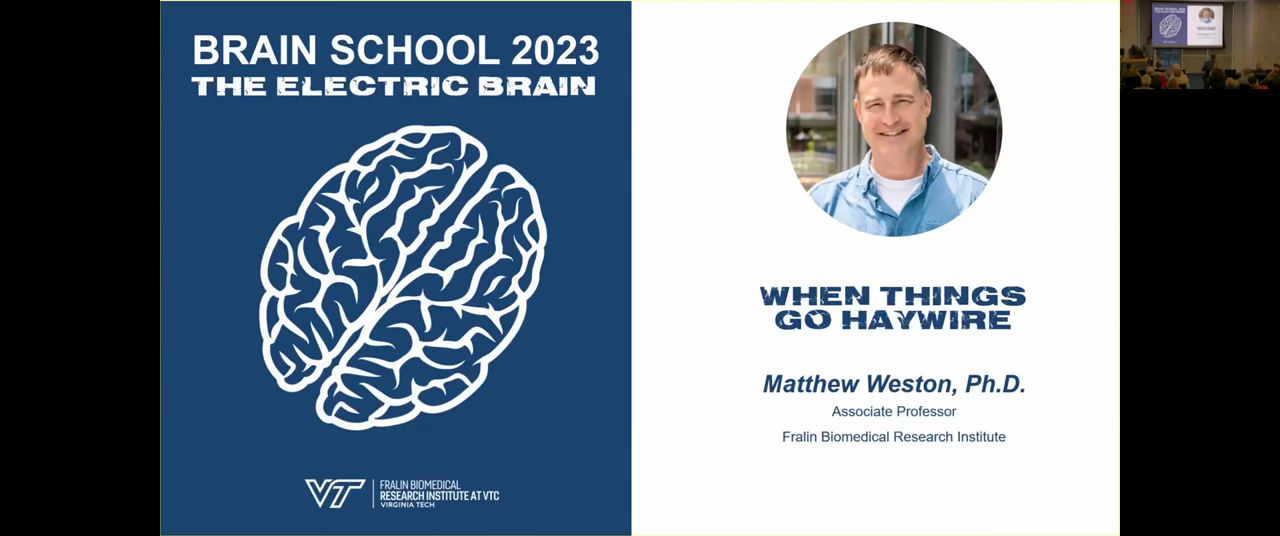 BRAIN SCHOOL 2023
THE ELECTRIC BRAIN
VT
FRALIN BIOMEDICAL
RESEARCH INSTITUTE AT VTC
VIRGINIA TECH
WHEN THINGS
GO HAYWIRE
Matthew Weston, Ph.D.
Associate Professor
Fralin Biomedical Research Institute